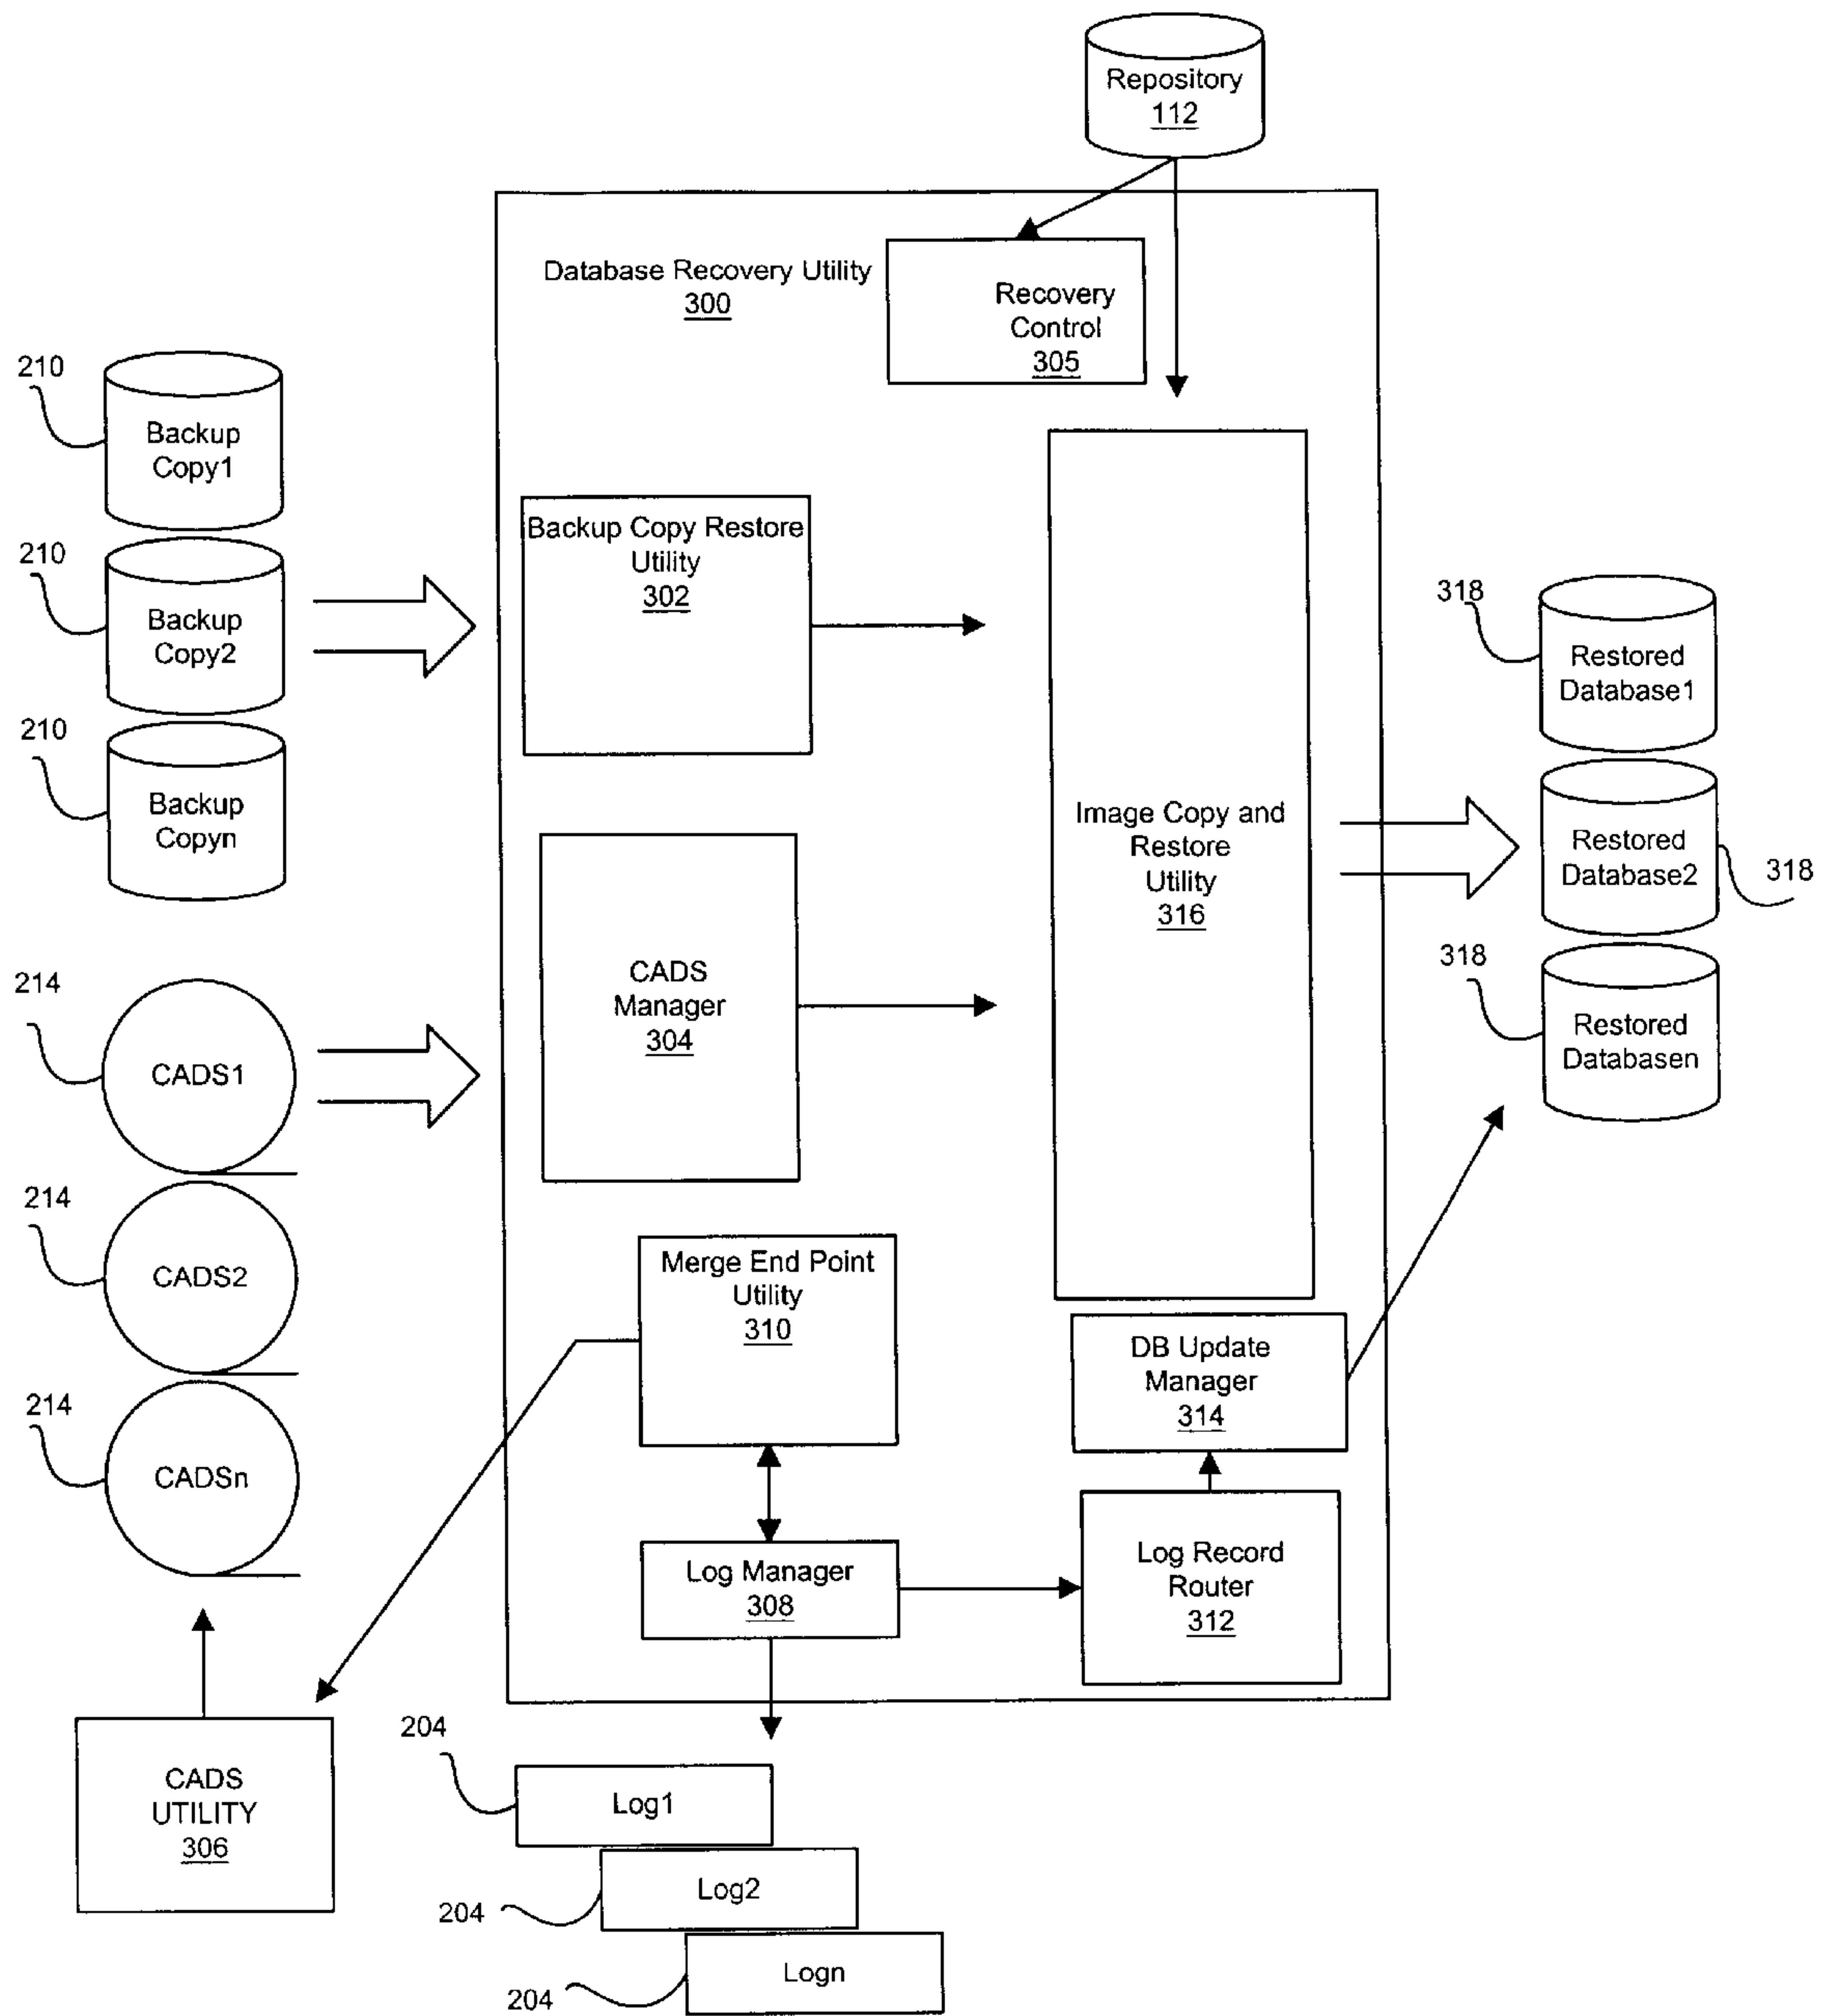 Repository
112
Database Recovery Utility
300
Recovery
Control
305
210
Backup
Copy1
210
Backup
Copy2
210
Backup
Copyn
Backup Copy Restore
Utility
302
Image Copy and
Restore
Utility
316
318
Restored
Database1
Restored
Database2
318
318
Restored
Databasen
CADS
Manager
304
214
CADS1
214
CADS2
214
CADSn
Merge End Point
Utility
310
DB Update
Manager
314
Log Manager
308
Log Record
Router
312
CADS
UTILITY
306
204
Log1
204
Log2
204
Logn